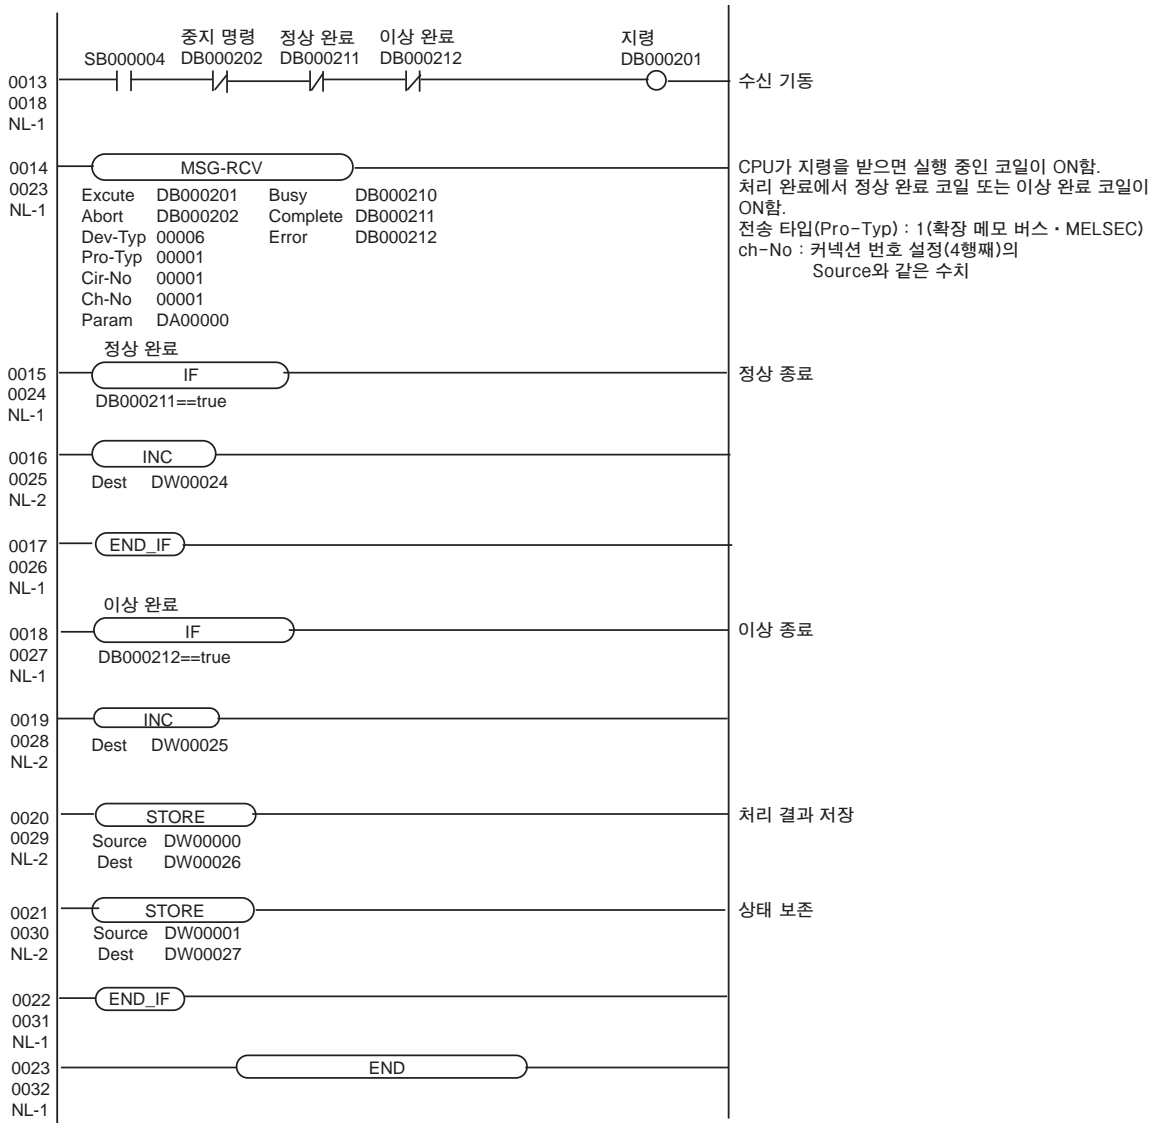 중지 명령 정상 완료 이상 완료 지령
SB000004 DB000202 DB000211 DB000212 DB000201
0013 수신 기동
0018
NL-1
0014 MSG-RCV CPU가 지령을 받으면 실행 중인 코일이 ON함.
0023 처리 완료에서 정상 완료 코일 또는 이상 완료 코일이
NL-1 Excute DB000201 Busy DB000210 ON함.
Abort DB000202 Complete DB000211
Dev-Typ 00006 Error DB000212 전송 타입(Pro-Typ) : 1(확장 메모 버스・MELSEC)
Pro-Typ 00001 ch-No : 커넥션 번호 설정(4행째)의
Cir-No 00001 Source와 같은 수치
Ch-No 00001
Param DA00000
정상 완료
0015 IF 정상 종료
0024 DB000211==true
NL-1
0016 INC
0025 Dest DW00024
NL-2
0017 END_IF
0026
NL-1
이상 완료
0018 IF 이상 종료
0027 DB000212==true
NL-1
0019 INC
0028 Dest DW00025
NL-2
0020 STORE 처리 결과 저장
0029 Source DW00000
NL-2 Dest DW00026
0021 STORE 상태 보존
0030 Source DW00001
NL-2 Dest DW00027
0022 END_IF
0031
NL-1
0023 END
0032
NL-1